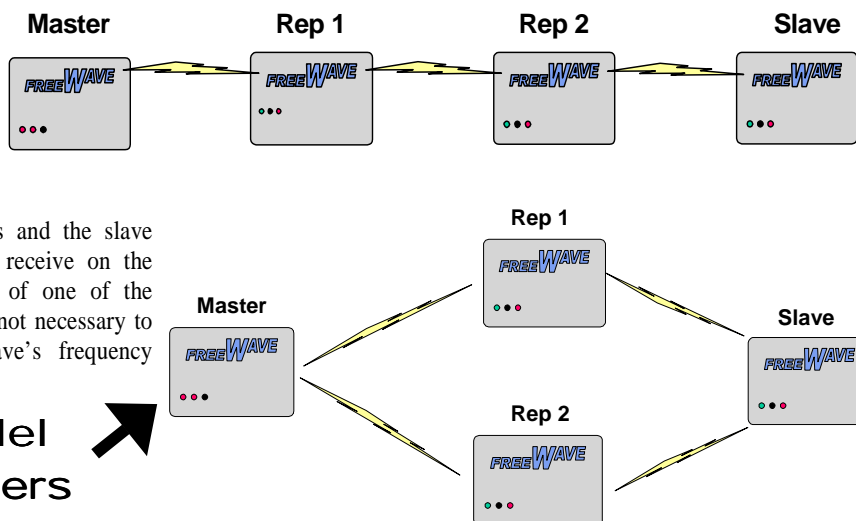 Master Rep 1 Rep 2 Slave
FREEWAVE FREEWAVE FREEWAVE FREEWAVE
s and the slave
receive on the
of one of the
not necessary to
ave's frequency
Rep 1
FREEWAVE
Master
FREEWAVE
Slave
FREEWAVE
Rep 2
FREEWAVE
del
ers